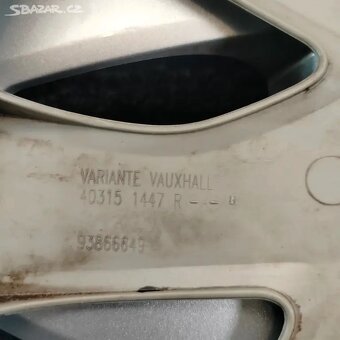 SBAZAR.CZ
VARIANTE VAUXHALL
40315 1447 R
93866649